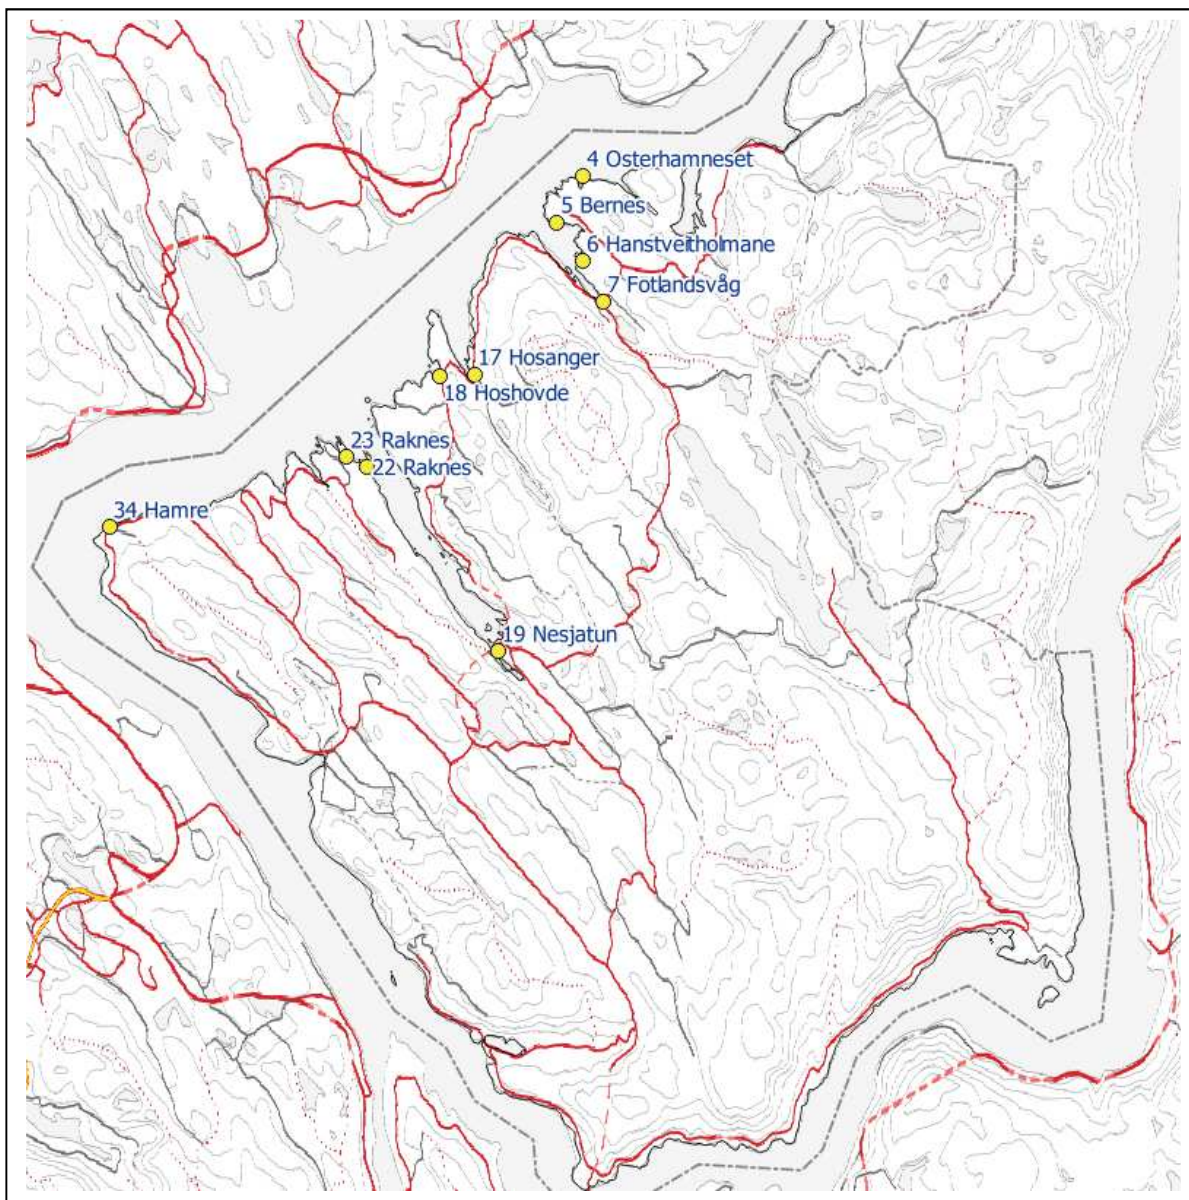 4 Osterhamneset
5 Bernes
6 Hanstveitholmane
7 Fotlandsvåg
17 Hosanger
18 Hoshovde
23 Raknes
22 Raknes
34 Hamre
19 Nesjatun